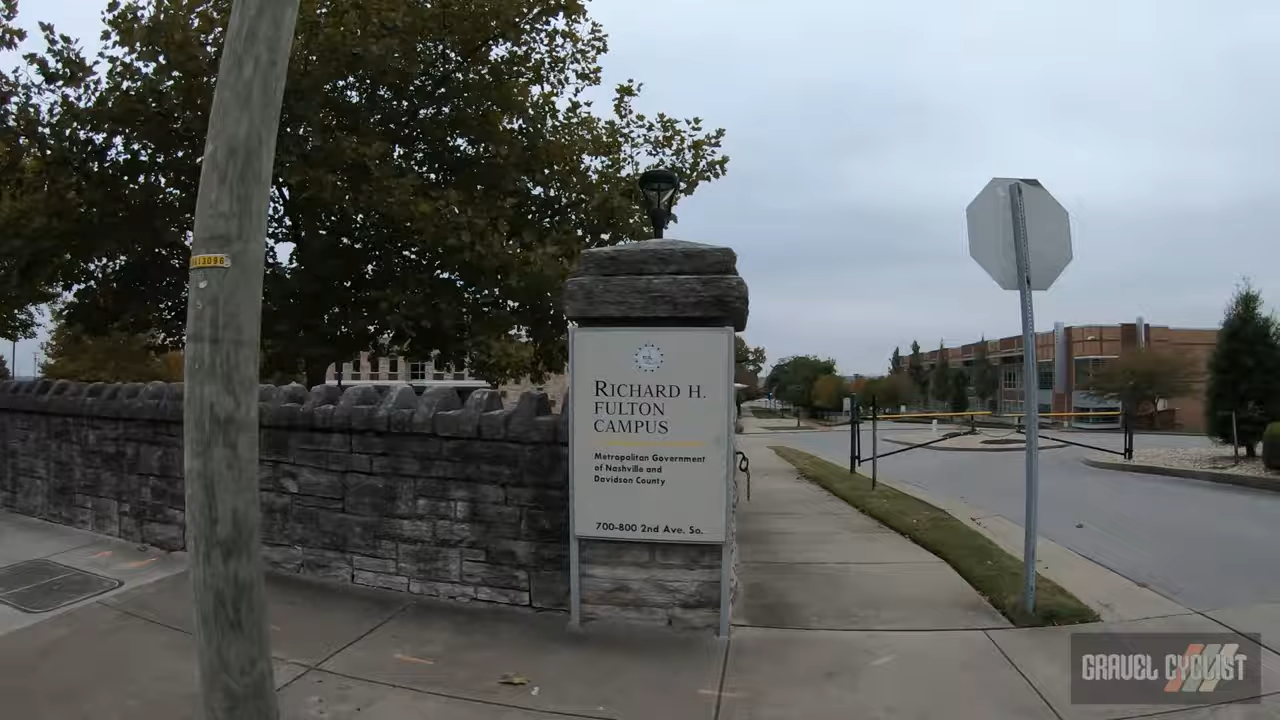 RICHARD H.
FULTON
CAMPUS
Metropolitan Government
of Nashville and
Davidson County
700-800 2nd Ave. So.
GRAVEL CYCLIST